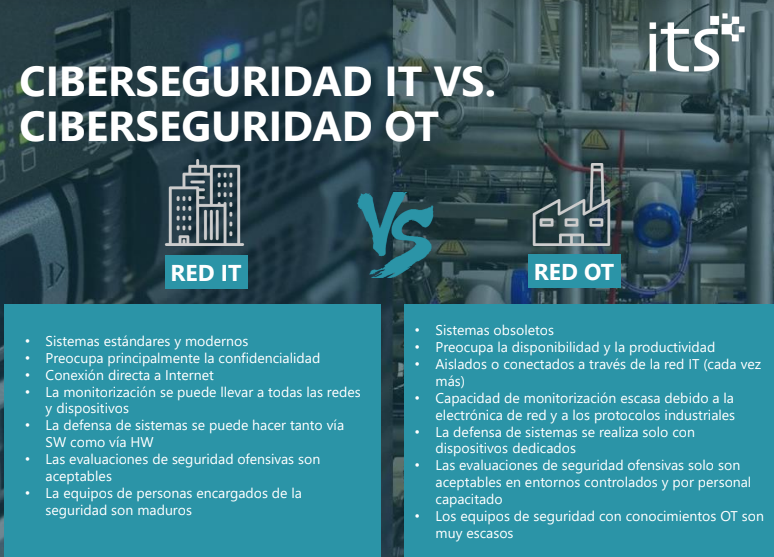 its
CIBERSEGURIDAD IT VS.
CIBERSEGURIDAD OT
VS
RED IT
RED OT
• Sistemas estándares y modernos
• Preocupa principalmente la confidencialidad
• Conexión directa a Internet
• La monitorización se puede llevar a todas las redes
y dispositivos
• La defensa de sistemas se puede hacer tanto vía
SW como vía HW
• Las evaluaciones de seguridad ofensivas son
aceptables
• La equipos de personas encargados de la
seguridad son maduros
• Sistemas obsoletos
• Preocupa la disponibilidad y la productividad
• Aislados o conectados a través de la red IT (cada vez
más)
• Capacidad de monitorización escasa debido a la
electrónica de red y a los protocolos industriales
• La defensa de sistemas se realiza solo con
dispositivos dedicados
• Las evaluaciones de seguridad ofensivas solo son
aceptables en entornos controlados y por personal
capacitado
• Los equipos de seguridad con conocimientos OT son
muy escasos